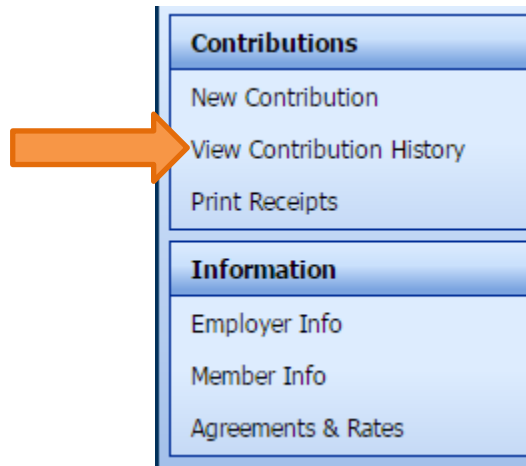 Contributions
New Contribution
View Contribution History
Print Receipts
Information
Employer Info
Member Info
Agreements & Rates